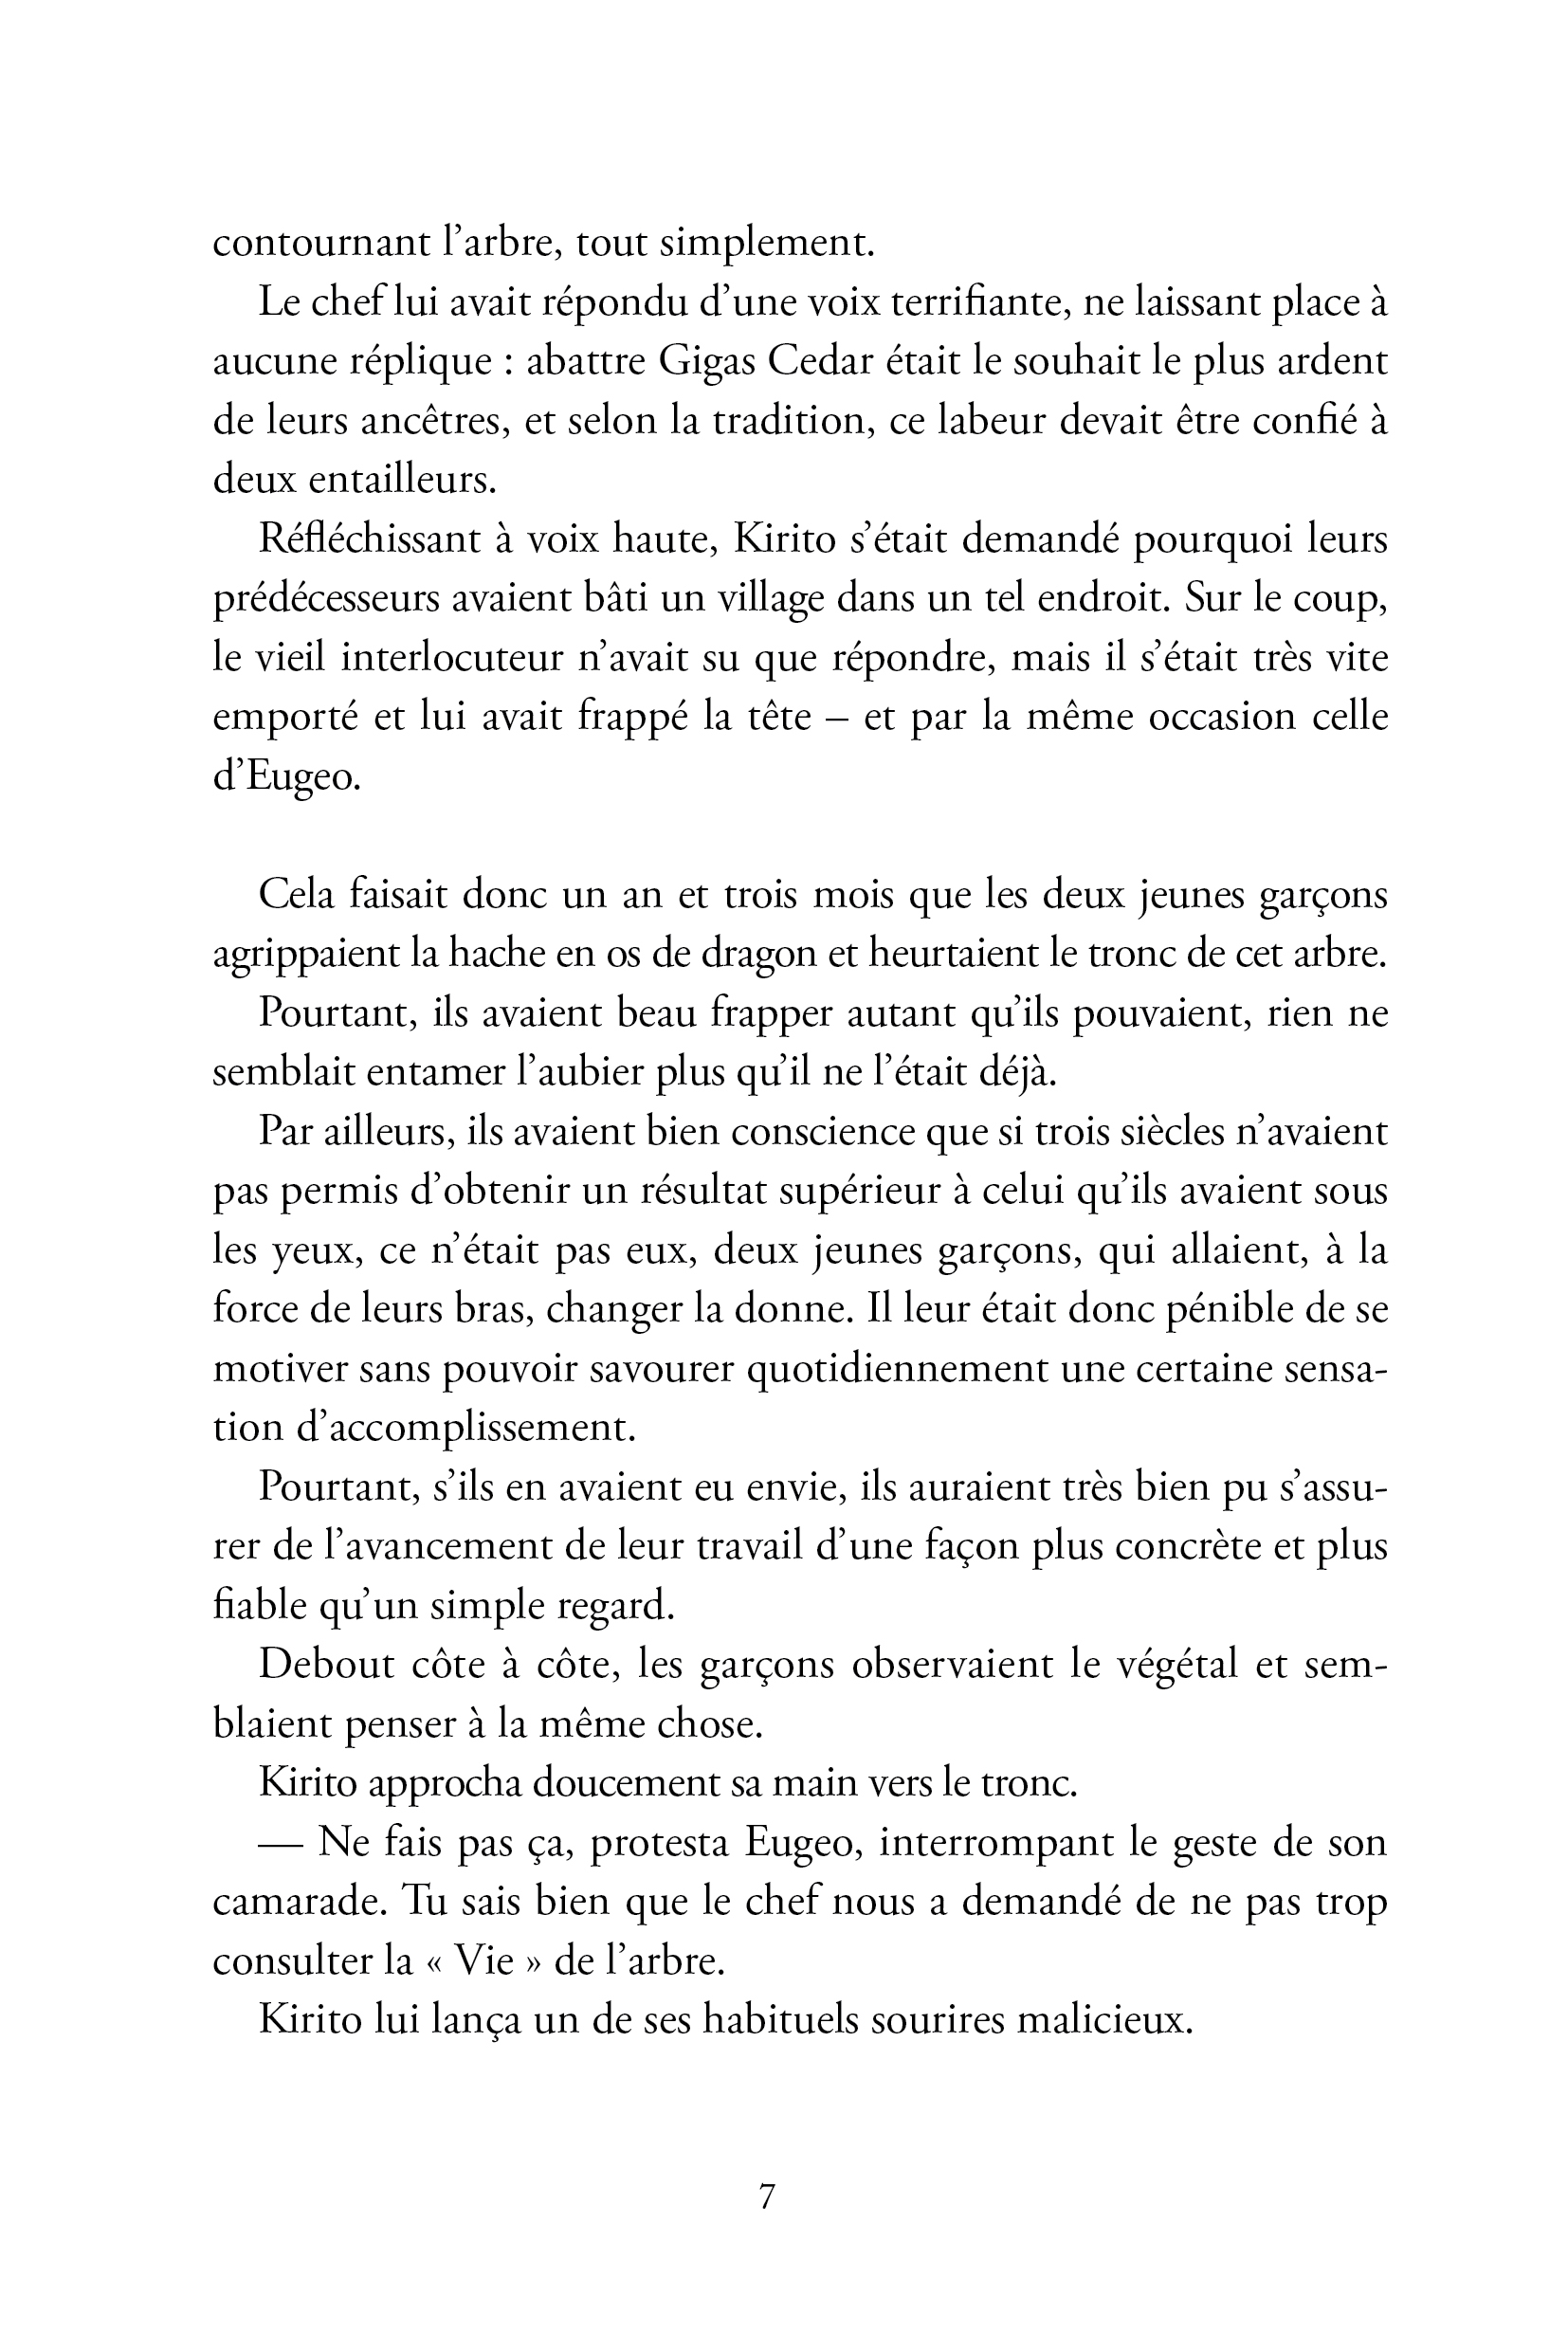 contournant l’arbre, tout simplement.
Le chef lui avait répondu d’une voix terrifiante, ne laissant place à
aucune réplique : abattre Gigas Cedar était le souhait le plus ardent
de leurs ancêtres, et selon la tradition, ce labeur devait être confié à
deux entailleurs.
Réfléchissant à voix haute, Kirito s’était demandé pourquoi leurs
prédécesseurs avaient bâti un village dans un tel endroit. Sur le coup,
le vieil interlocuteur n’avait su que répondre, mais il s’était très vite
emporté et lui avait frappé la tête – et par la même occasion celle
d’Eugeo.
Cela faisait donc un an et trois mois que les deux jeunes garçons
agrippaient la hache en os de dragon et heurtaient le tronc de cet arbre.
Pourtant, ils avaient beau frapper autant qu’ils pouvaient, rien ne
semblait entamer l’aubier plus qu’il ne l’était déjà.
Par ailleurs, ils avaient bien conscience que si trois siècles n’avaient
pas permis d’obtenir un résultat supérieur à celui qu’ils avaient sous
les yeux, ce n’était pas eux, deux jeunes garçons, qui allaient, à la
force de leurs bras, changer la donne. Il leur était donc pénible de se
motiver sans pouvoir savourer quotidiennement une certaine sensa-
tion d’accomplissement.
Pourtant, s’ils en avaient eu envie, ils auraient très bien pu s’assu-
rer de l’avancement de leur travail d’une façon plus concrète et plus
fiable qu’un simple regard.
Debout côte à côte, les garçons observaient le végétal et sem-
blaient penser à la même chose.
Kirito approcha doucement sa main vers le tronc.
— Ne fais pas ça, protesta Eugeo, interrompant le geste de son
camarade. Tu sais bien que le chef nous a demandé de ne pas trop
consulter la « Vie » de l’arbre.
Kirito lui lança un de ses habituels sourires malicieux.
7